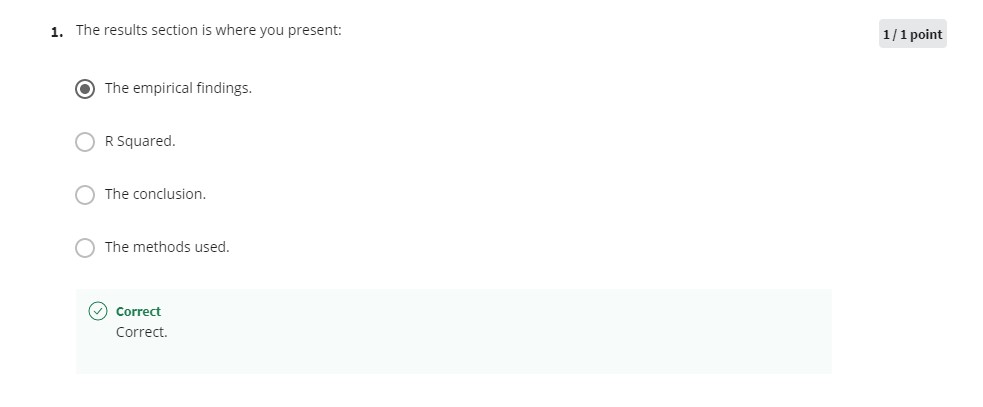 1. The results section is where you present:
1 / 1 point
The empirical findings.
R Squared.
The conclusion.
The methods used.
Correct
Correct.